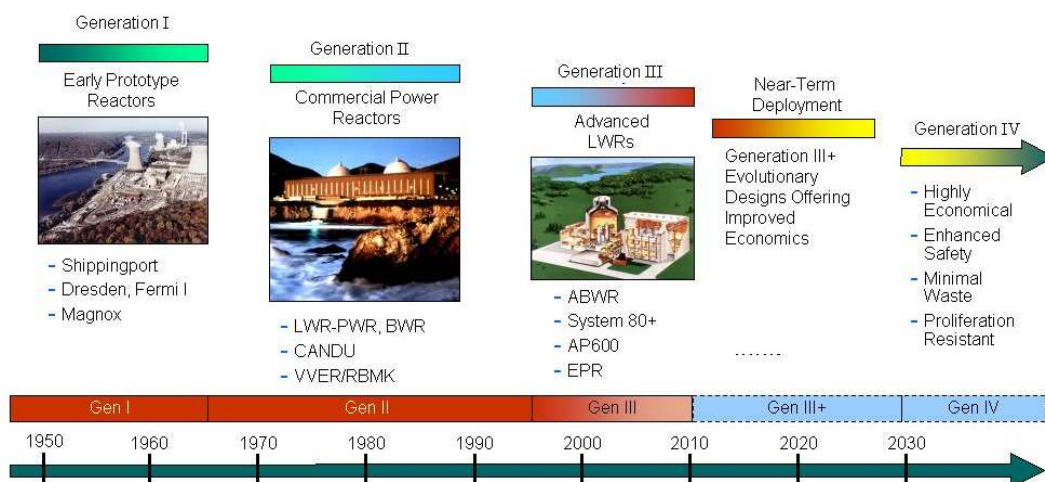 Generation I
Early Prototype
Reactors
- Shippingport
- Dresden, Fermi I
- Magnox
Generation II
Commercial Power
Reactors
- LWR-PWR, BWR
- CANDU
- VVER/RBMK
Generation III
Advanced
LWRs
- ABWR
- System 80+
- AP600
- EPR
Near-Term
Deployment
Generation III+
Evolutionary
Designs Offering
Improved
Economics
.......
Generation IV
- Highly
Economical
- Enhanced
Safety
- Minimal
Waste
- Proliferation
Resistant
Gen I
Gen II
Gen III
Gen III+
Gen IV
1950
1960
1970
1980
1990
2000
2010
2020
2030